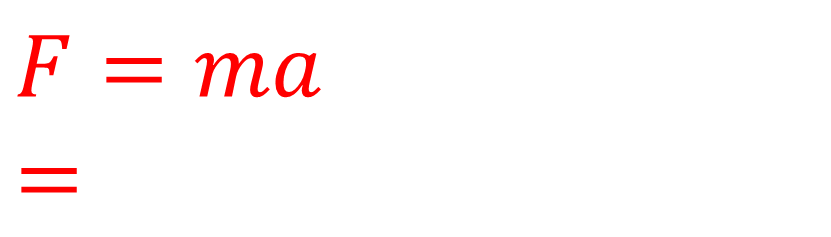 F = ma
=